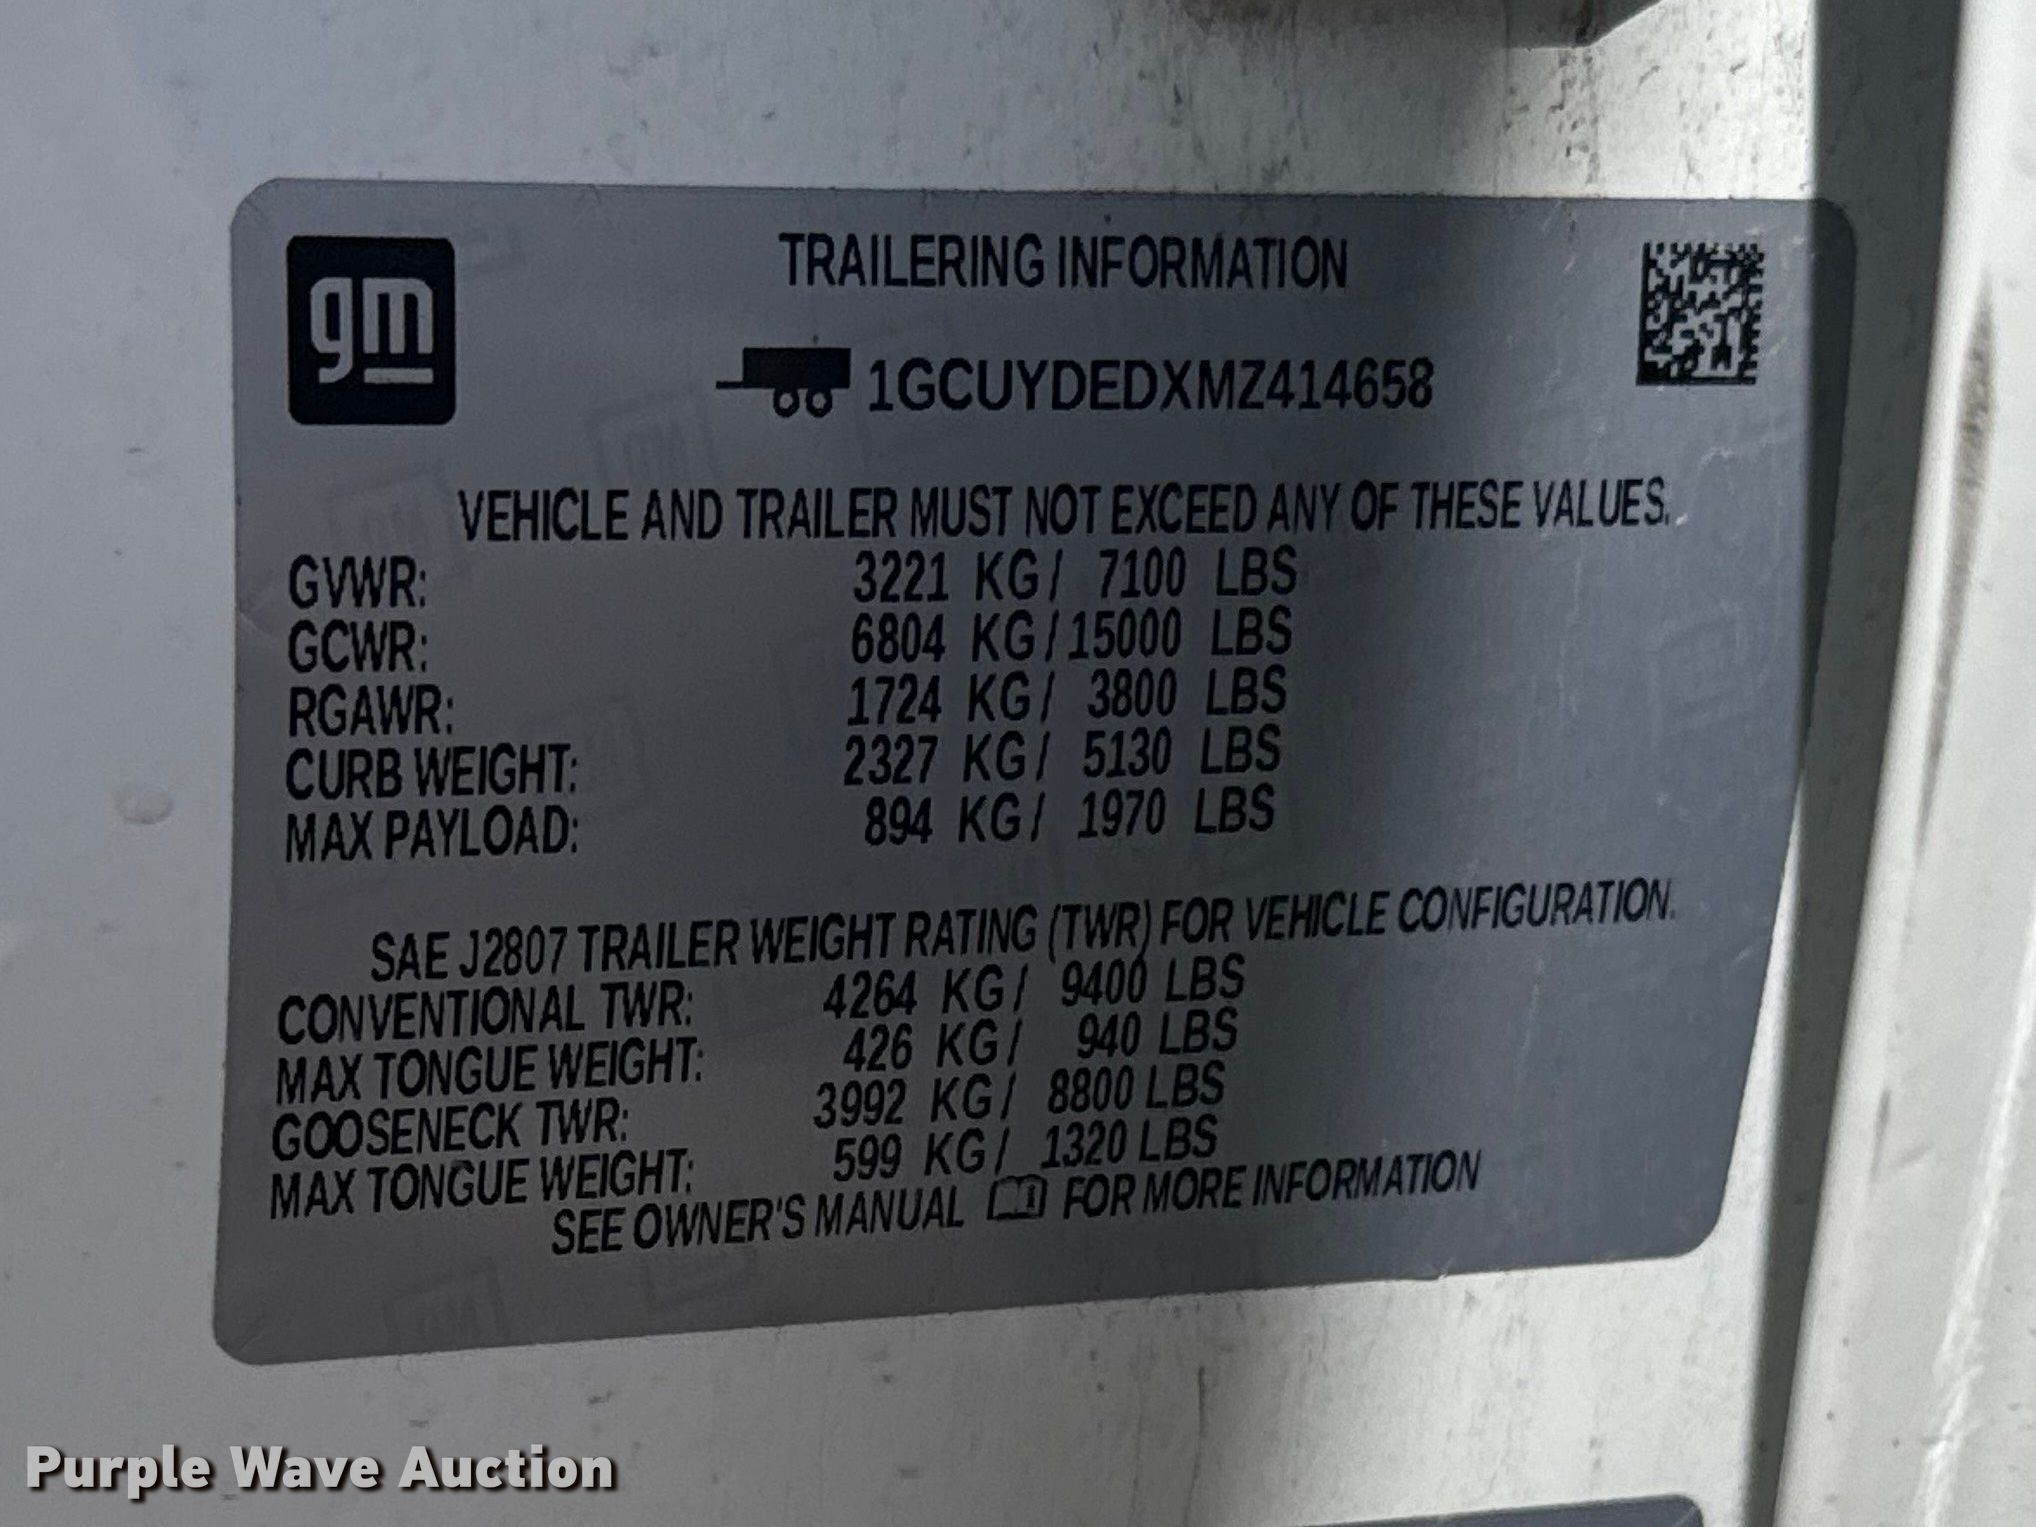 gm
TRAILERING INFORMATION
1GCUYDEDXMZ414658
VEHICLE AND TRAILER MUST NOT EXCEED ANY OF THESE VALUES.
GVWR: 3221 KG/ 7100 LBS
GCWR: 6804 KG/15000 LBS
RGAWR: 1724 KG/ 3800 LBS
CURB WEIGHT: 2327 KG/ 5130 LBS
MAX PAYLOAD: 894 KG/ 1970 LBS
SAE J2807 TRAILER WEIGHT RATING (TWR) FOR VEHICLE CONFIGURATION.
CONVENTIONAL TWR: 4264 KG/ 9400 LBS
MAX TONGUE WEIGHT: 426 KG/ 940 LBS
GOOSENECK TWR: 3992 KG/ 8800 LBS
MAX TONGUE WEIGHT: 599 KG/ 1320 LBS
SEE OWNER'S MANUAL FOR MORE INFORMATION
Purple Wave Auction